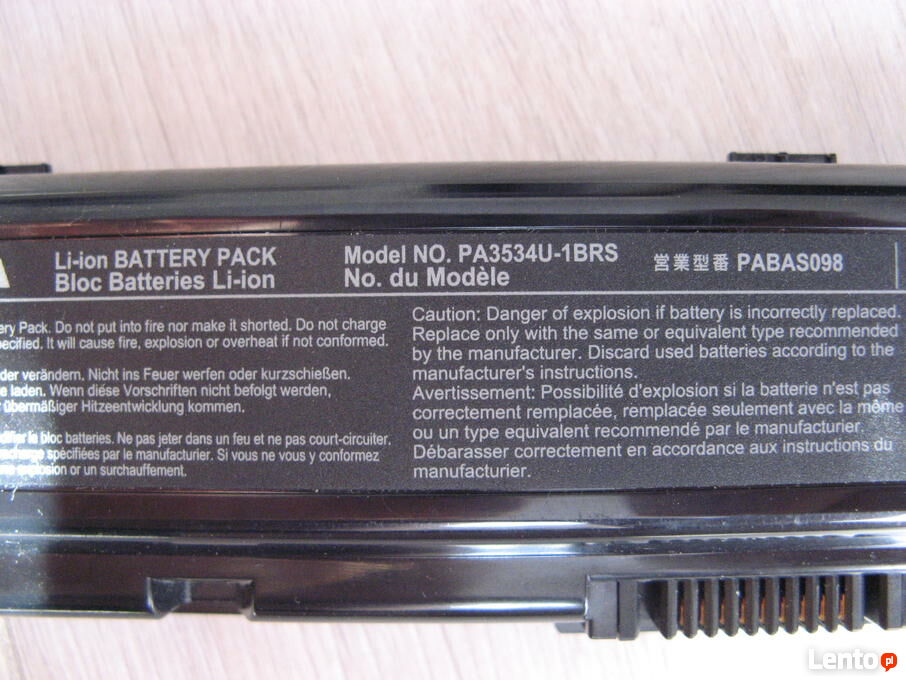 Li-ion BATTERY PACK
Bloc Batteries Li-ion
Model NO. PA3534U-1BRS
No. du Modèle
営業型番 PABAS098
Pack. Do not put into fire nor make it shorted. Do not charge
It will cause fire, explosion or overheat if not conformed.
verändern. Nicht ins Feuer werfen oder kurzschießen.
laden. Wenn diese Vorschriften nicht befolgt werden,
übermäßiger Hitzeentwicklung kommen.
le bloc batteries. Ne pas jeter dans un feu et ne pas court-circuiter.
spécifiées par le manufacturier. Si vous ne vous y conformez
explosion or un surchauffement.
Caution: Danger of explosion if battery is incorrectly replaced.
Replace only with the same or equivalent type recommended
by the manufacturer. Discard used batteries according to the
manufacturer's instructions.
Avertissement: Possibilité d'explosion si la batterie n'est pas
correctement remplacée, remplacée seulement avec la même
ou un type equivalent recommendé par le manufacturier.
Débarasser correctement en accordance aux instructions du
manufacturier.
Lento pl